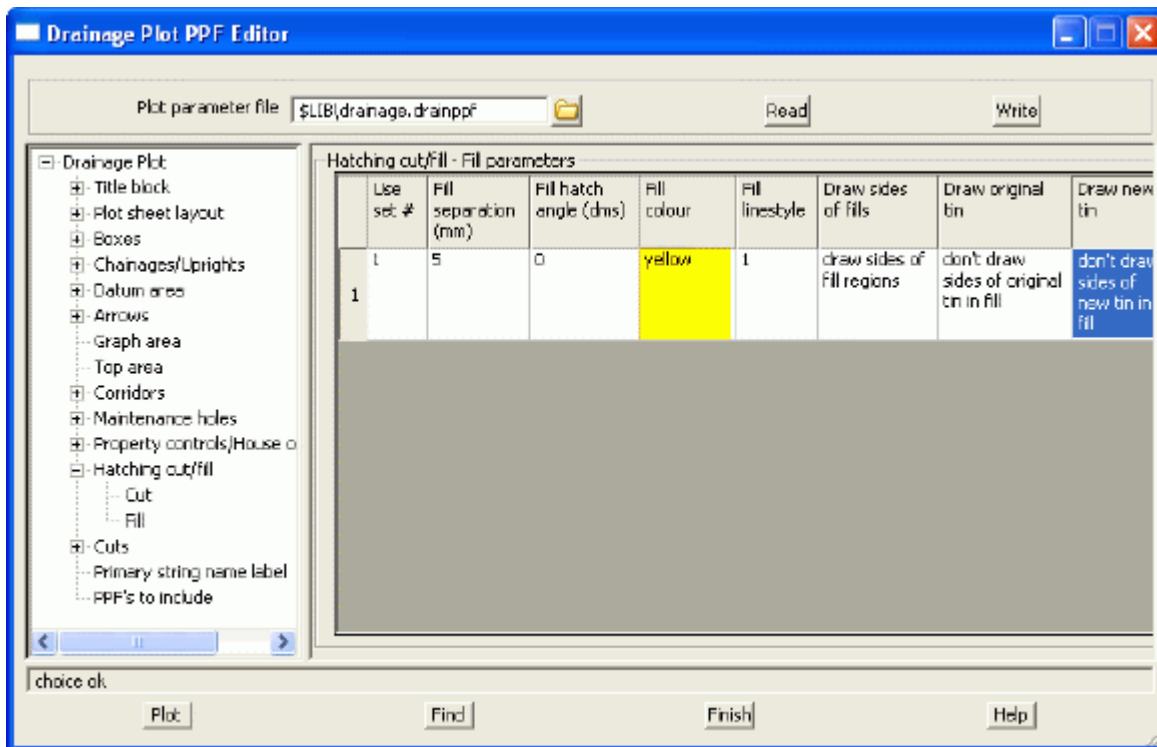 Drainage Plot PPF Editor
Plot parameter file $LIB\drainage.drainppf Read Write
Drainage Plot
Title block
Plot sheet layout
Boxes
Chainages/Uprights
Datum area
Arrows
Graph area
Top area
Corridors
Maintenance holes
Property controls/House c
Hatching cut/fill
Cut
Fill
Cuts
Primary string name label
PPF's to include
Hatching cut/fill - Fill parameters
Use set #
Fill separation (mm)
Fill hatch angle (dms)
Fill colour
Fill linestyle
Draw sides of fills
Draw original tin
Draw new tin
1
1
5
0
yellow
1
draw sides of fill regions
don't draw sides of original tin in fill
don't draw sides of new tin in fill
choice ok
Plot Find Finish Help